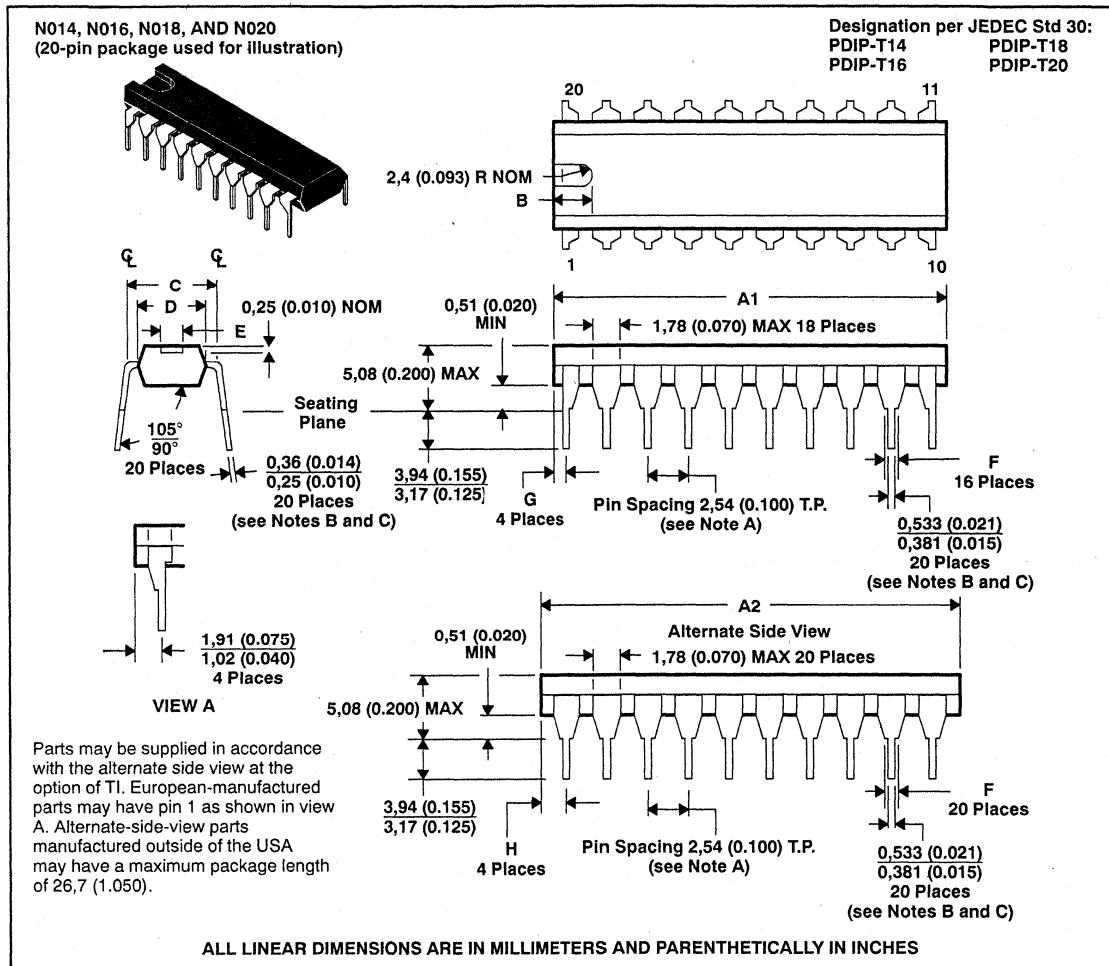 N014, N016, N018, AND N020
(20-pin package used for illustration)
Designation per JEDEC Std 30:
PDIP-T14 PDIP-T18
PDIP-T16 PDIP-T20
20 11
2,4 (0.093) R NOM
B
1 10
C
L
C
L
C
D
E
0,25 (0.010) NOM
105°
90°
20 Places
0,36 (0.014)
0,25 (0.010)
20 Places
(see Notes B and C)
A1
0,51 (0.020)
MIN
1,78 (0.070) MAX 18 Places
5,08 (0.200) MAX
Seating
Plane
3,94 (0.155)
3,17 (0.125)
G
4 Places
Pin Spacing 2,54 (0.100) T.P.
(see Note A)
F
16 Places
0,533 (0.021)
0,381 (0.015)
20 Places
(see Notes B and C)
1,91 (0.075)
1,02 (0.040)
4 Places
VIEW A
A2
Alternate Side View
0,51 (0.020)
MIN
1,78 (0.070) MAX 20 Places
5,08 (0.200) MAX
3,94 (0.155)
3,17 (0.125)
H
4 Places
Pin Spacing 2,54 (0.100) T.P.
(see Note A)
F
20 Places
0,533 (0.021)
0,381 (0.015)
20 Places
(see Notes B and C)
Parts may be supplied in accordance
with the alternate side view at the
option of TI. European-manufactured
parts may have pin 1 as shown in view
A. Alternate-side-view parts
manufactured outside of the USA
may have a maximum package length
of 26,7 (1.050).
ALL LINEAR DIMENSIONS ARE IN MILLIMETERS AND PARENTHETICALLY IN INCHES